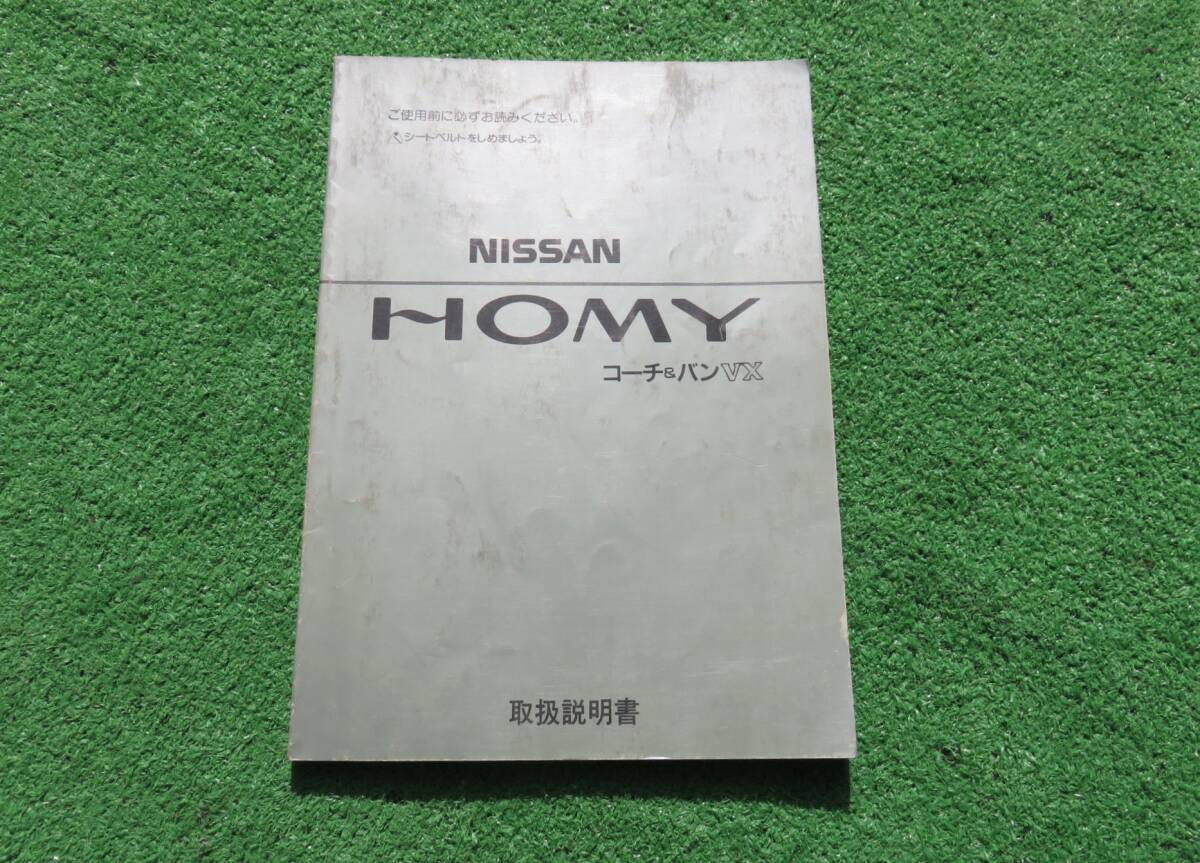 ご使用前に必ずお読みください。
シートベルトをしめましょう。
NISSAN
HOMY
コーチ&バンVX
取扱説明書